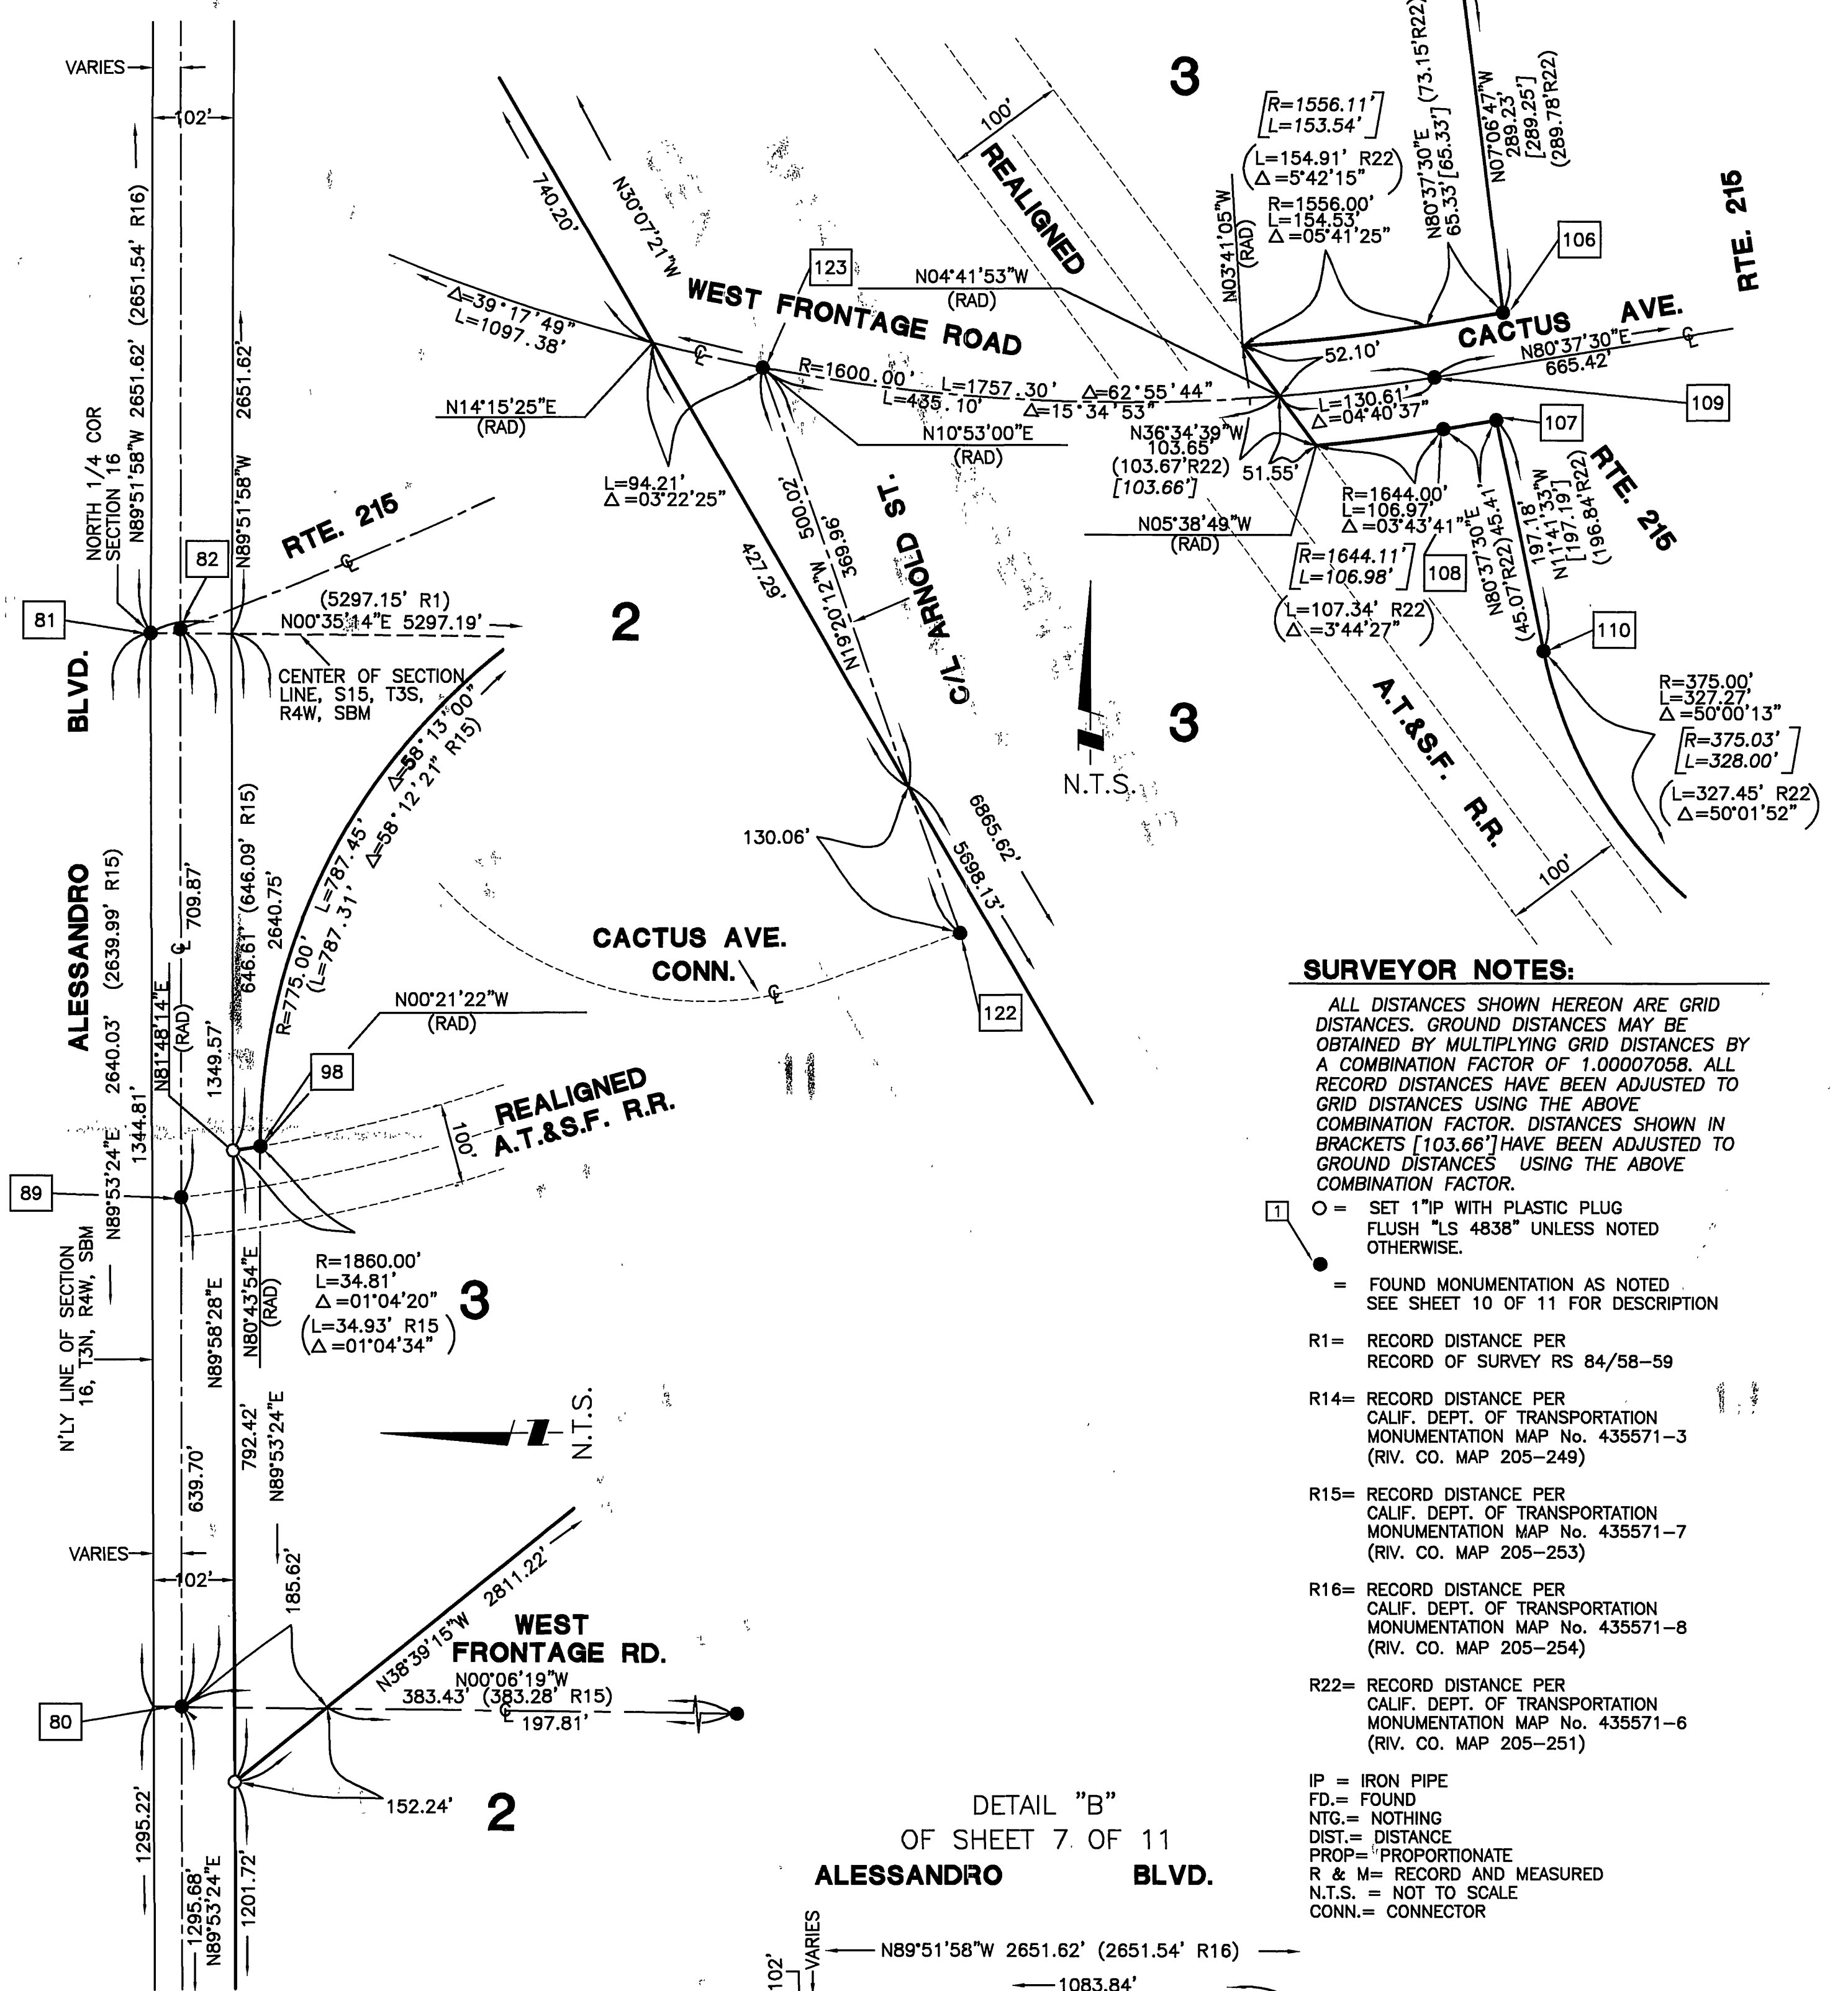 VARIES
102'
N89°51'58"W 2651.62' (2651.54' R16)
N89°51'58"W 2651.62'
NORTH 1/4 COR
SECTION 16
81
82
RTE. 215
℄
(5297.15' R1)
N00°35'14"E 5297.19'
CENTER OF SECTION
LINE, S15, T3S,
R4W, SBM
BLVD.
ALESSANDRO
Δ=58°13'00"
Δ=58°12'21" R15)
R=775.00' L=787.45'
(L=787.31'
N89°53'24"E 2640.03' (2639.99' R15)
1344.81'
709.87'
℄
N81°48'14"E
(RAD)
646.61' (646.09' R15)
2640.75'
1349.57'
N00°21'22"W
(RAD)
98
REALIGNED
A.T.&S.F. R.R.
100'
89
N'LY LINE OF SECTION
16, T3N, R4W, SBM
N89°58'28"E
N80°43'54"E
(RAD)
R=1860.00'
L=34.81'
Δ=01°04'20"
(L=34.93' R15
Δ=01°04'34")
3
639.70'
792.42'
N89°53'24"E
N.T.S.
VARIES
102'
185.62'
N38°39'15"W 2811.22'
WEST
FRONTAGE RD.
N00°06'19"W
383.43' (383.28' R15)
℄
197.81'
80
152.24'
2
1295.22'
1295.68'
N89°53'24"E
1201.72'
740.20'
N30°07'21"W
Δ=39°17'49"
L=1097.38'
WEST FRONTAGE ROAD
123
N04°41'53"W
(RAD)
℄
R=1600.00' L=1757.30' Δ=62°55'44"
L=435.10' Δ=15°34'53"
N14°15'25"E
(RAD)
N10°53'00"E
(RAD)
L=94.21'
Δ=03°22'25"
427.29'
500.02'
369.96'
N19°20'12"W
C/L ARNOLD ST.
2
130.06'
6865.62'
5698.13'
CACTUS AVE.
CONN.
℄
122
N.T.S.
3
100'
REALIGNED
3
[R=1556.11'
L=153.54']
(L=154.91' R22
Δ=5°42'15")
R=1556.00'
L=154.53'
Δ=05°41'25"
N03°41'05"W
(RAD)
N80°37'30"E (73.15'R22)
65.33' [65.33']
N07°06'47"W
289.23'
[289.25']
(289.78'R22)
RTE. 215
106
CACTUS AVE.
N80°37'30"E
665.42'
℄
52.10'
109
L=130.61'
Δ=04°40'37"
107
N36°34'39"W
103.65'
(103.67'R22)
[103.66']
51.55'
N05°38'49"W
(RAD)
R=1644.00'
L=106.97'
Δ=03°43'41"
[R=1644.11'
L=106.98']
108
(L=107.34' R22
Δ=3°44'27")
N80°37'30"E
(45.07'R22)45.41'
197.18'
N11°41'33"W
[197.19']
(196.84'R22)
RTE. 215
110
R=375.00'
L=327.27'
Δ=50°00'13"
[R=375.03'
L=328.00']
(L=327.45' R22
Δ=50°01'52")
A.T.&S.F. R.R.
100'
SURVEYOR NOTES:
ALL DISTANCES SHOWN HEREON ARE GRID
DISTANCES. GROUND DISTANCES MAY BE
OBTAINED BY MULTIPLYING GRID DISTANCES BY
A COMBINATION FACTOR OF 1.00007058. ALL
RECORD DISTANCES HAVE BEEN ADJUSTED TO
GRID DISTANCES USING THE ABOVE
COMBINATION FACTOR. DISTANCES SHOWN IN
BRACKETS [103.66'] HAVE BEEN ADJUSTED TO
GROUND DISTANCES USING THE ABOVE
COMBINATION FACTOR.
1
= SET 1"IP WITH PLASTIC PLUG
FLUSH "LS 4838" UNLESS NOTED
OTHERWISE.
= FOUND MONUMENTATION AS NOTED
SEE SHEET 10 OF 11 FOR DESCRIPTION
R1= RECORD DISTANCE PER
RECORD OF SURVEY RS 84/58-59
R14= RECORD DISTANCE PER
CALIF. DEPT. OF TRANSPORTATION
MONUMENTATION MAP No. 435571-3
(RIV. CO. MAP 205-249)
R15= RECORD DISTANCE PER
CALIF. DEPT. OF TRANSPORTATION
MONUMENTATION MAP No. 435571-7
(RIV. CO. MAP 205-253)
R16= RECORD DISTANCE PER
CALIF. DEPT. OF TRANSPORTATION
MONUMENTATION MAP No. 435571-8
(RIV. CO. MAP 205-254)
R22= RECORD DISTANCE PER
CALIF. DEPT. OF TRANSPORTATION
MONUMENTATION MAP No. 435571-6
(RIV. CO. MAP 205-251)
IP = IRON PIPE
FD.= FOUND
NTG.= NOTHING
DIST.= DISTANCE
PROP= PROPORTIONATE
R & M= RECORD AND MEASURED
N.T.S. = NOT TO SCALE
CONN.= CONNECTOR
DETAIL "B"
OF SHEET 7 OF 11
ALESSANDRO BLVD.
VARIES
102'
N89°51'58"W 2651.62' (2651.54' R16)
1083.84'